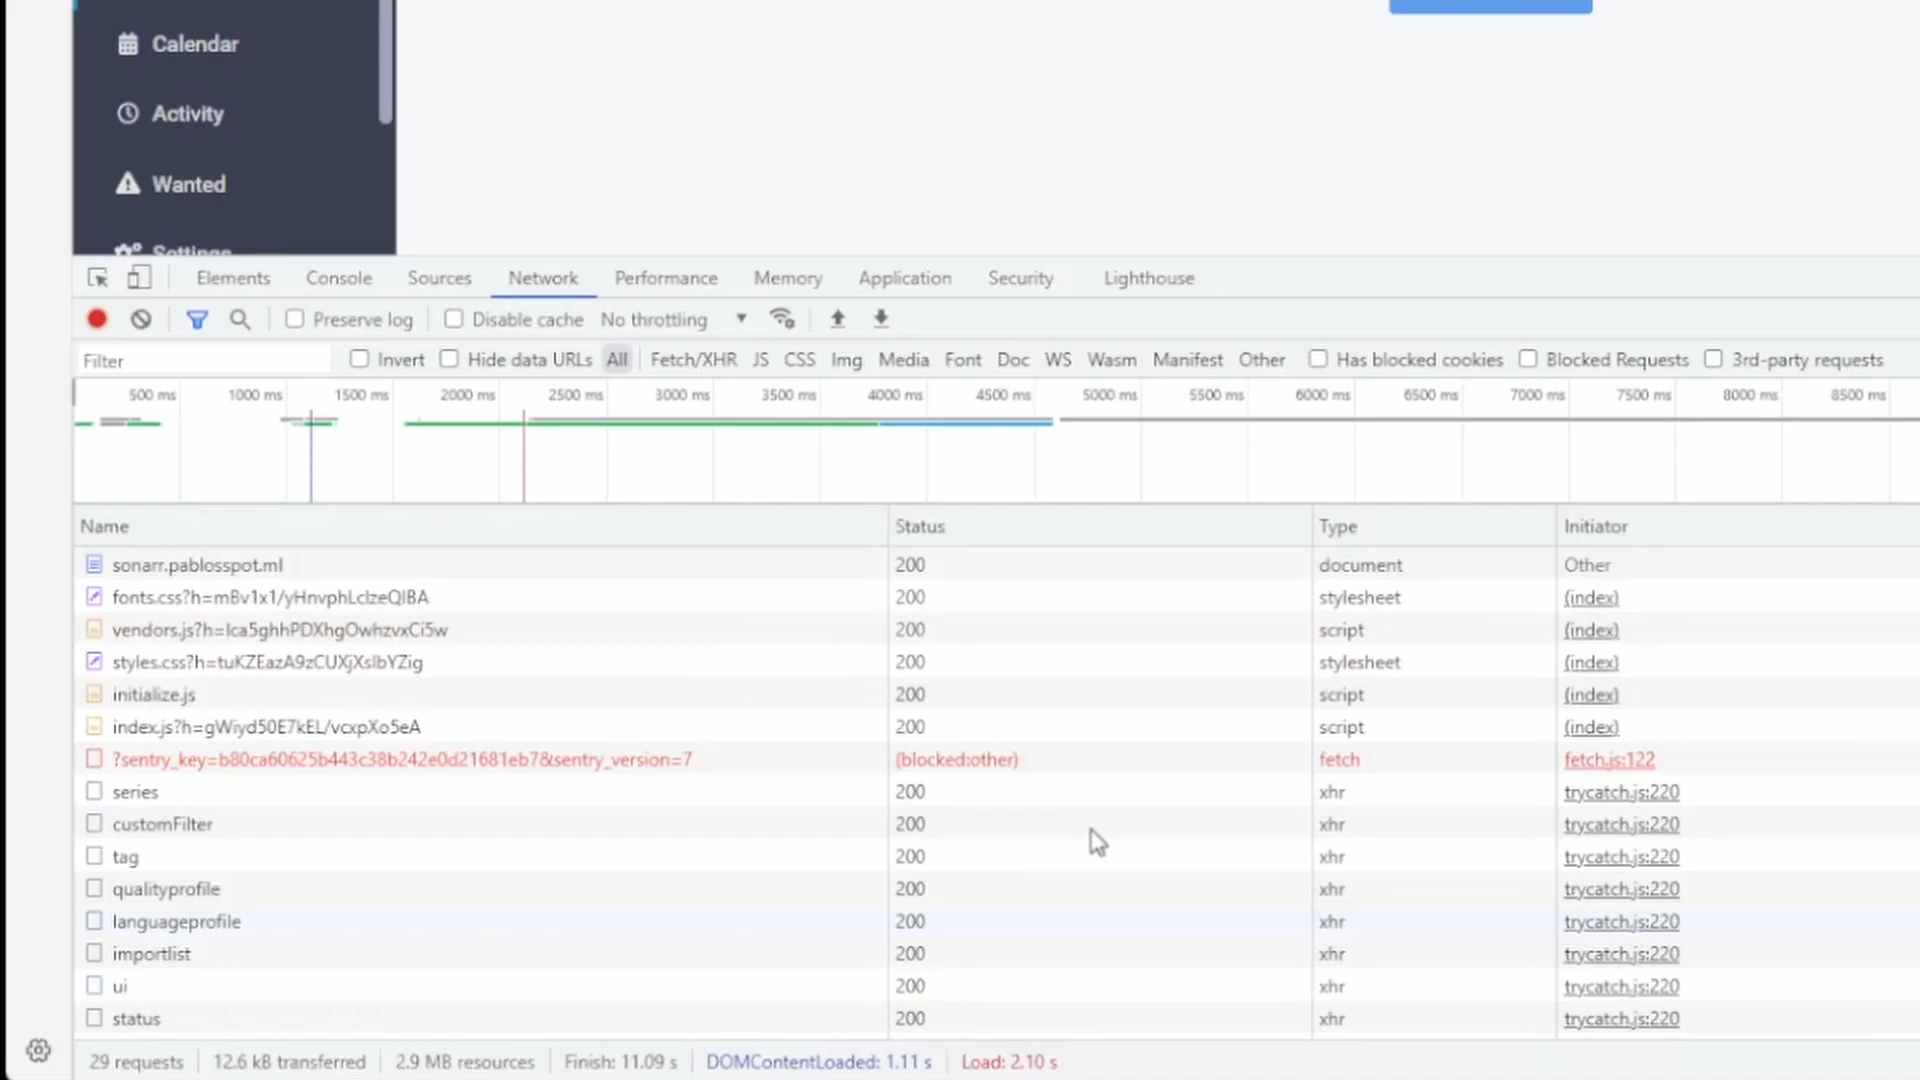 Calendar
Activity
Wanted
Settings
Elements Console Sources Network Performance Memory Application Security Lighthouse
Preserve log Disable cache No throttling
Filter Invert Hide data URLs All Fetch/XHR JS CSS Img Media Font Doc WS Wasm Manifest Other Has blocked cookies Blocked Requests 3rd-party requests
500 ms 1000 ms 1500 ms 2000 ms 2500 ms 3000 ms 3500 ms 4000 ms 4500 ms 5000 ms 5500 ms 6000 ms 6500 ms 7000 ms 7500 ms 8000 ms 8500 ms
Name Status Type Initiator
sonarr.pablosspot.ml 200 document Other
fonts.css?h=mBv1x1/yHnvphLclzeQIBA 200 stylesheet (index)
vendors.js?h=Ica5ghhPDXhgOwhzvxCi5w 200 script (index)
styles.css?h=tuKZEazA9zCUXjXsIbYZig 200 stylesheet (index)
initialize.js 200 script (index)
index.js?h=gWiyd50E7kEL/vcxpXo5eA 200 script (index)
?sentry_key=b80ca60625b443c38b242e0d21681eb7&sentry_version=7 (blocked:other) fetch fetch.js:122
series 200 xhr trycatch.js:220
customFilter 200 xhr trycatch.js:220
tag 200 xhr trycatch.js:220
qualityprofile 200 xhr trycatch.js:220
languageprofile 200 xhr trycatch.js:220
importlist 200 xhr trycatch.js:220
ui 200 xhr trycatch.js:220
status 200 xhr trycatch.js:220
29 requests 12.6 kB transferred 2.9 MB resources Finish: 11.09 s DOMContentLoaded: 1.11 s Load: 2.10 s